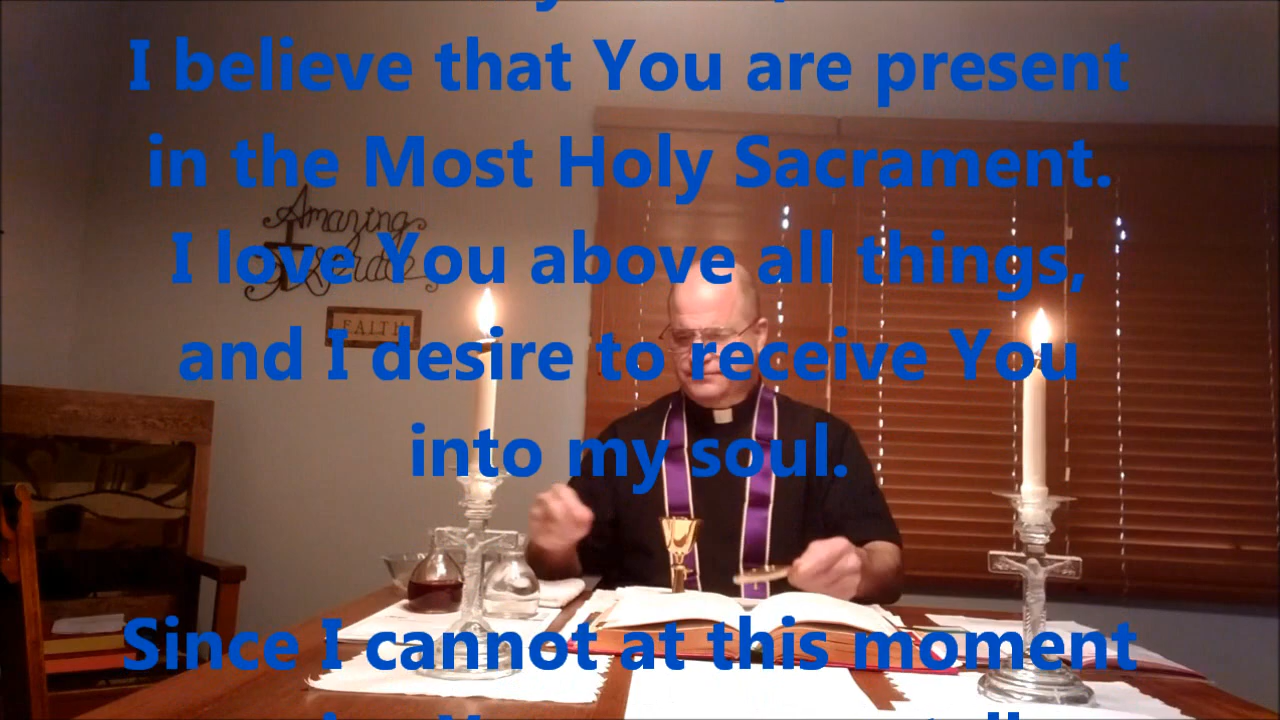 I believe that You are present
in the Most Holy Sacrament.
Amazing
Grace
I love You above all things,
FAITH
and I desire to receive You
into my soul.
Since I cannot at this moment